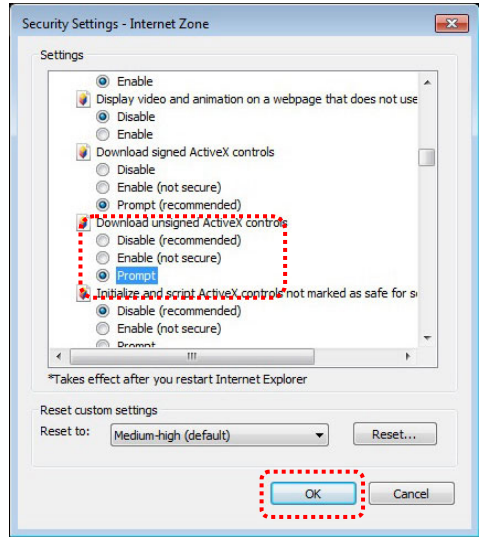 Security Settings - Internet Zone
Settings
Enable
Display video and animation on a webpage that does not use
Disable
Enable
Download signed ActiveX controls
Disable
Enable (not secure)
Prompt (recommended)
Download unsigned ActiveX controls
Disable (recommended)
Enable (not secure)
Prompt
Initialize and script ActiveX controls not marked as safe for s
Disable (recommended)
Enable (not secure)
Prompt
*Takes effect after you restart Internet Explorer
Reset custom settings
Reset to:
Medium-high (default)
Reset...
OK
Cancel